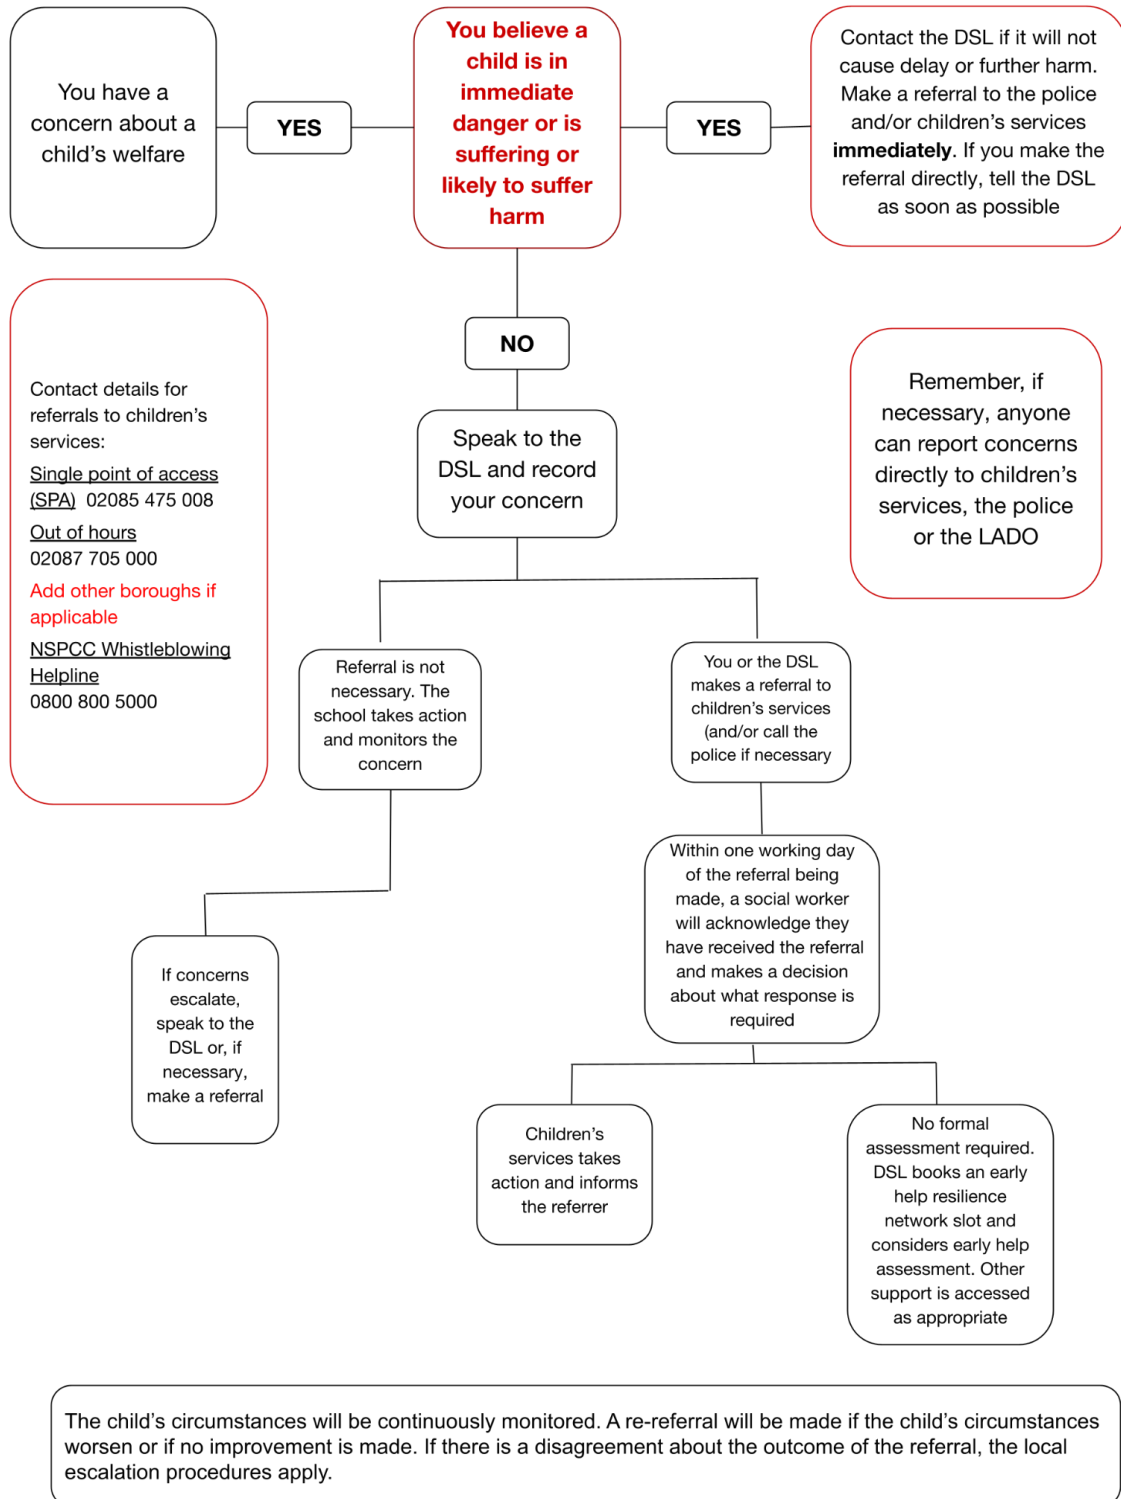 You have a
concern about a
child's welfare
YES
You believe a
child is in
immediate
danger or is
suffering or
likely to suffer
harm
YES
Contact the DSL if it will not
cause delay or further harm.
Make a referral to the police
and/or children's services
immediately. If you make the
referral directly, tell the DSL
as soon as possible
NO
Contact details for
referrals to children's
services:
Single point of access
(SPA) 02085 475 008
Out of hours
02087 705 000
Add other boroughs if
applicable
NSPCC Whistleblowing
Helpline
0800 800 5000
Speak to the
DSL and record
your concern
Remember, if
necessary, anyone
can report concerns
directly to children's
services, the police
or the LADO
Referral is not
necessary. The
school takes action
and monitors the
concern
You or the DSL
makes a referral to
children's services
(and/or call the
police if necessary
Within one working day
of the referral being
made, a social worker
will acknowledge they
have received the referral
and makes a decision
about what response is
required
If concerns
escalate,
speak to the
DSL or, if
necessary,
make a referral
Children's
services takes
action and informs
the referrer
No formal
assessment required.
DSL books an early
help resilience
network slot and
considers early help
assessment. Other
support is accessed
as appropriate
The child's circumstances will be continuously monitored. A re-referral will be made if the child's circumstances
worsen or if no improvement is made. If there is a disagreement about the outcome of the referral, the local
escalation procedures apply.